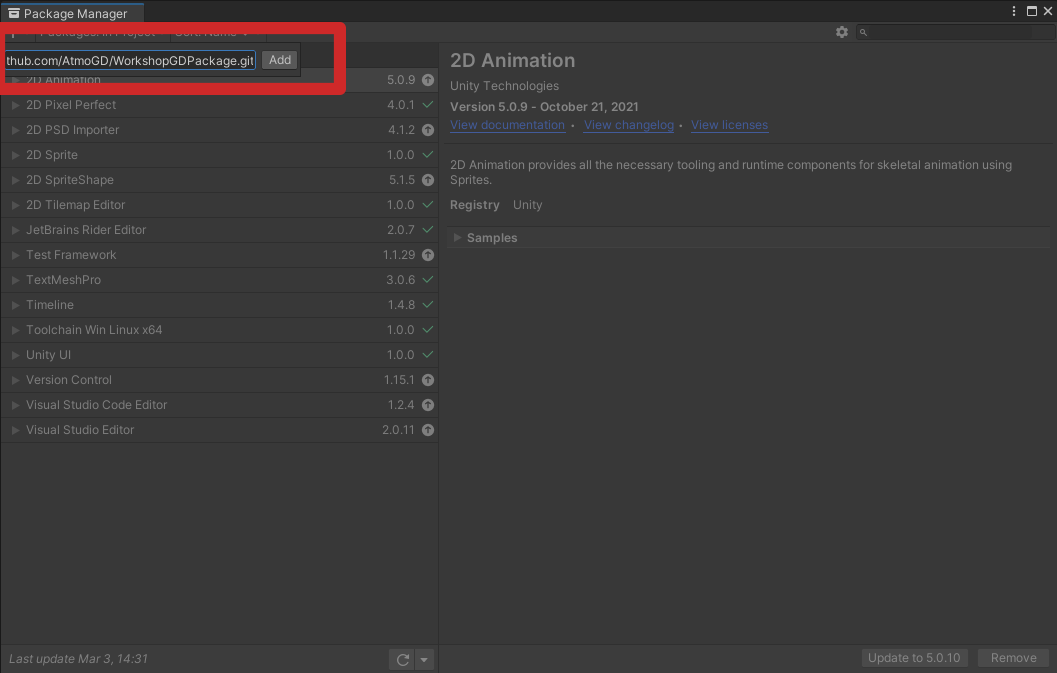 Package Manager
thub.com/AtmoGD/WorkshopGDPackage.git Add
2D Animation 5.0.9
2D Pixel Perfect 4.0.1
2D PSD Importer 4.1.2
2D Sprite 1.0.0
2D SpriteShape 5.1.5
2D Tilemap Editor 1.0.0
JetBrains Rider Editor 2.0.7
Test Framework 1.1.29
TextMeshPro 3.0.6
Timeline 1.4.8
Toolchain Win Linux x64 1.0.0
Unity UI 1.0.0
Version Control 1.15.1
Visual Studio Code Editor 1.2.4
Visual Studio Editor 2.0.11
Last update Mar 3, 14:31
2D Animation
Unity Technologies
Version 5.0.9 - October 21, 2021
View documentation • View changelog • View licenses
2D Animation provides all the necessary tooling and runtime components for skeletal animation using
Sprites.
Registry Unity
Samples
Update to 5.0.10 Remove